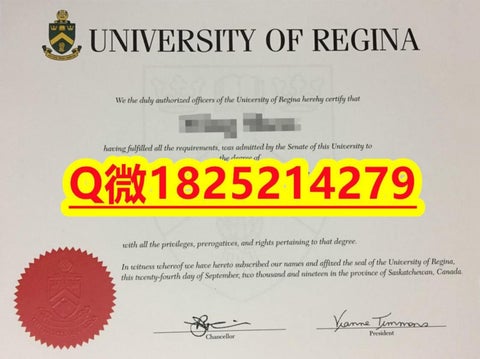 UNIVERSITY OF REGINA
We the duly authorized officers of the University of Regina hereby certify that
having fulfilled all the requirements, was admitted by the Senate of this University to
the degree of
Q微1825214279
with all the privileges, prerogatives, and rights pertaining to that degree.
In witness whereof we have hereto subscribed our names and affixed the seal of the University of Regina,
this twenty-fourth day of September, two thousand and nineteen in the province of Saskatchewan, Canada.
Vianne Timmons
Chancellor
President